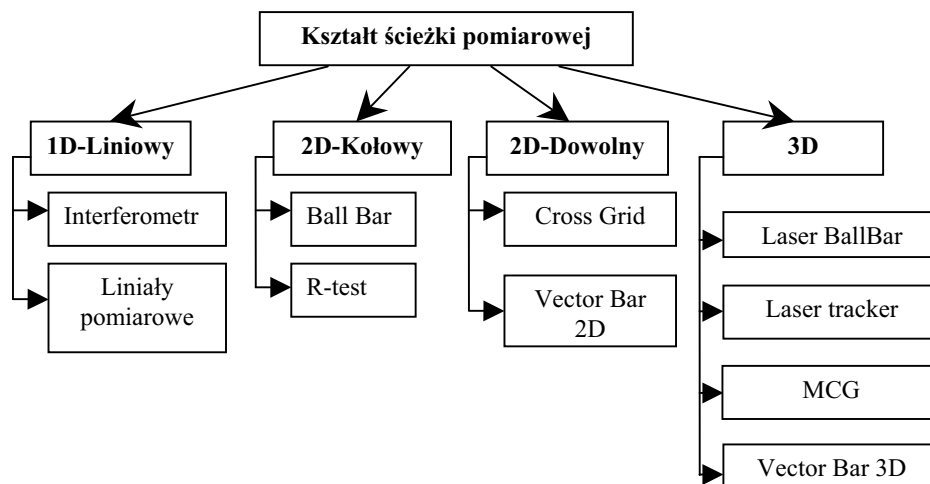 Kształt ścieżki pomiarowej
1D-Liniowy
Interferometr
Liniały
pomiarowe
2D-Kołowy
Ball Bar
R-test
2D-Dowolny
Cross Grid
Vector Bar
2D
3D
Laser BallBar
Laser tracker
MCG
Vector Bar 3D